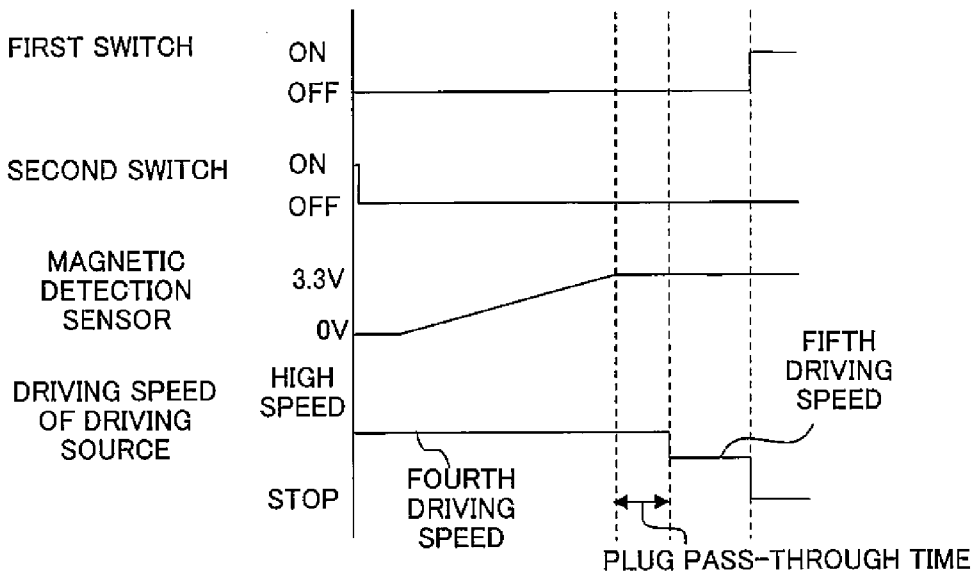 FIRST SWITCH
ON
OFF
SECOND SWITCH
ON
OFF
MAGNETIC
DETECTION
SENSOR
3.3V
0V
DRIVING SPEED
OF DRIVING
SOURCE
HIGH
SPEED
STOP
FOURTH
DRIVING
SPEED
FIFTH
DRIVING
SPEED
PLUG PASS-THROUGH TIME